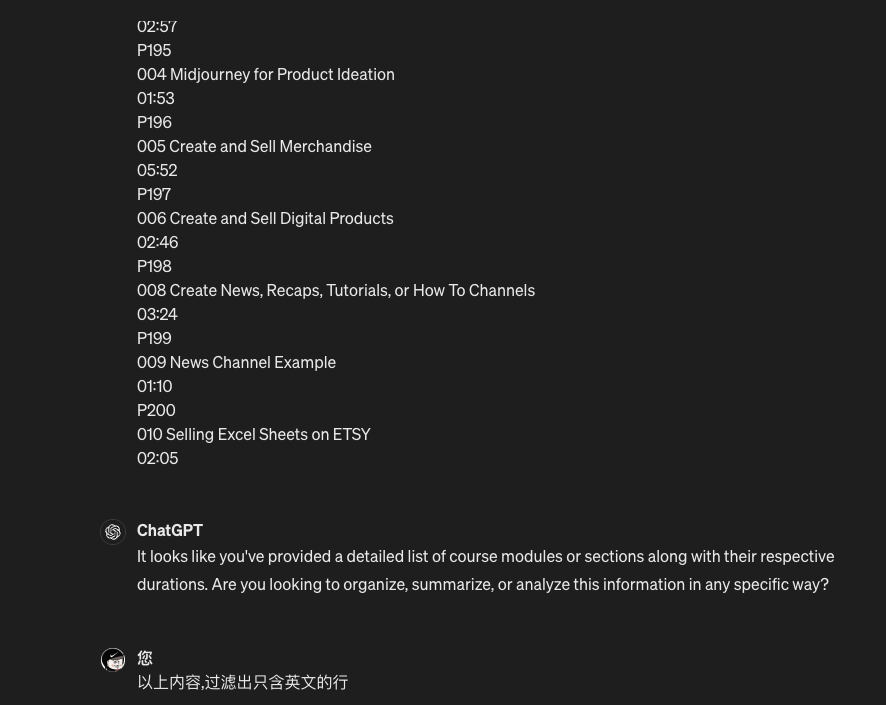 02:57
P195
004 Midjourney for Product Ideation
01:53
P196
005 Create and Sell Merchandise
05:52
P197
006 Create and Sell Digital Products
02:46
P198
008 Create News, Recaps, Tutorials, or How To Channels
03:24
P199
009 News Channel Example
01:10
P200
010 Selling Excel Sheets on ETSY
02:05
ChatGPT
It looks like you've provided a detailed list of course modules or sections along with their respective
durations. Are you looking to organize, summarize, or analyze this information in any specific way?
您
以上内容,过滤出只含英文的行